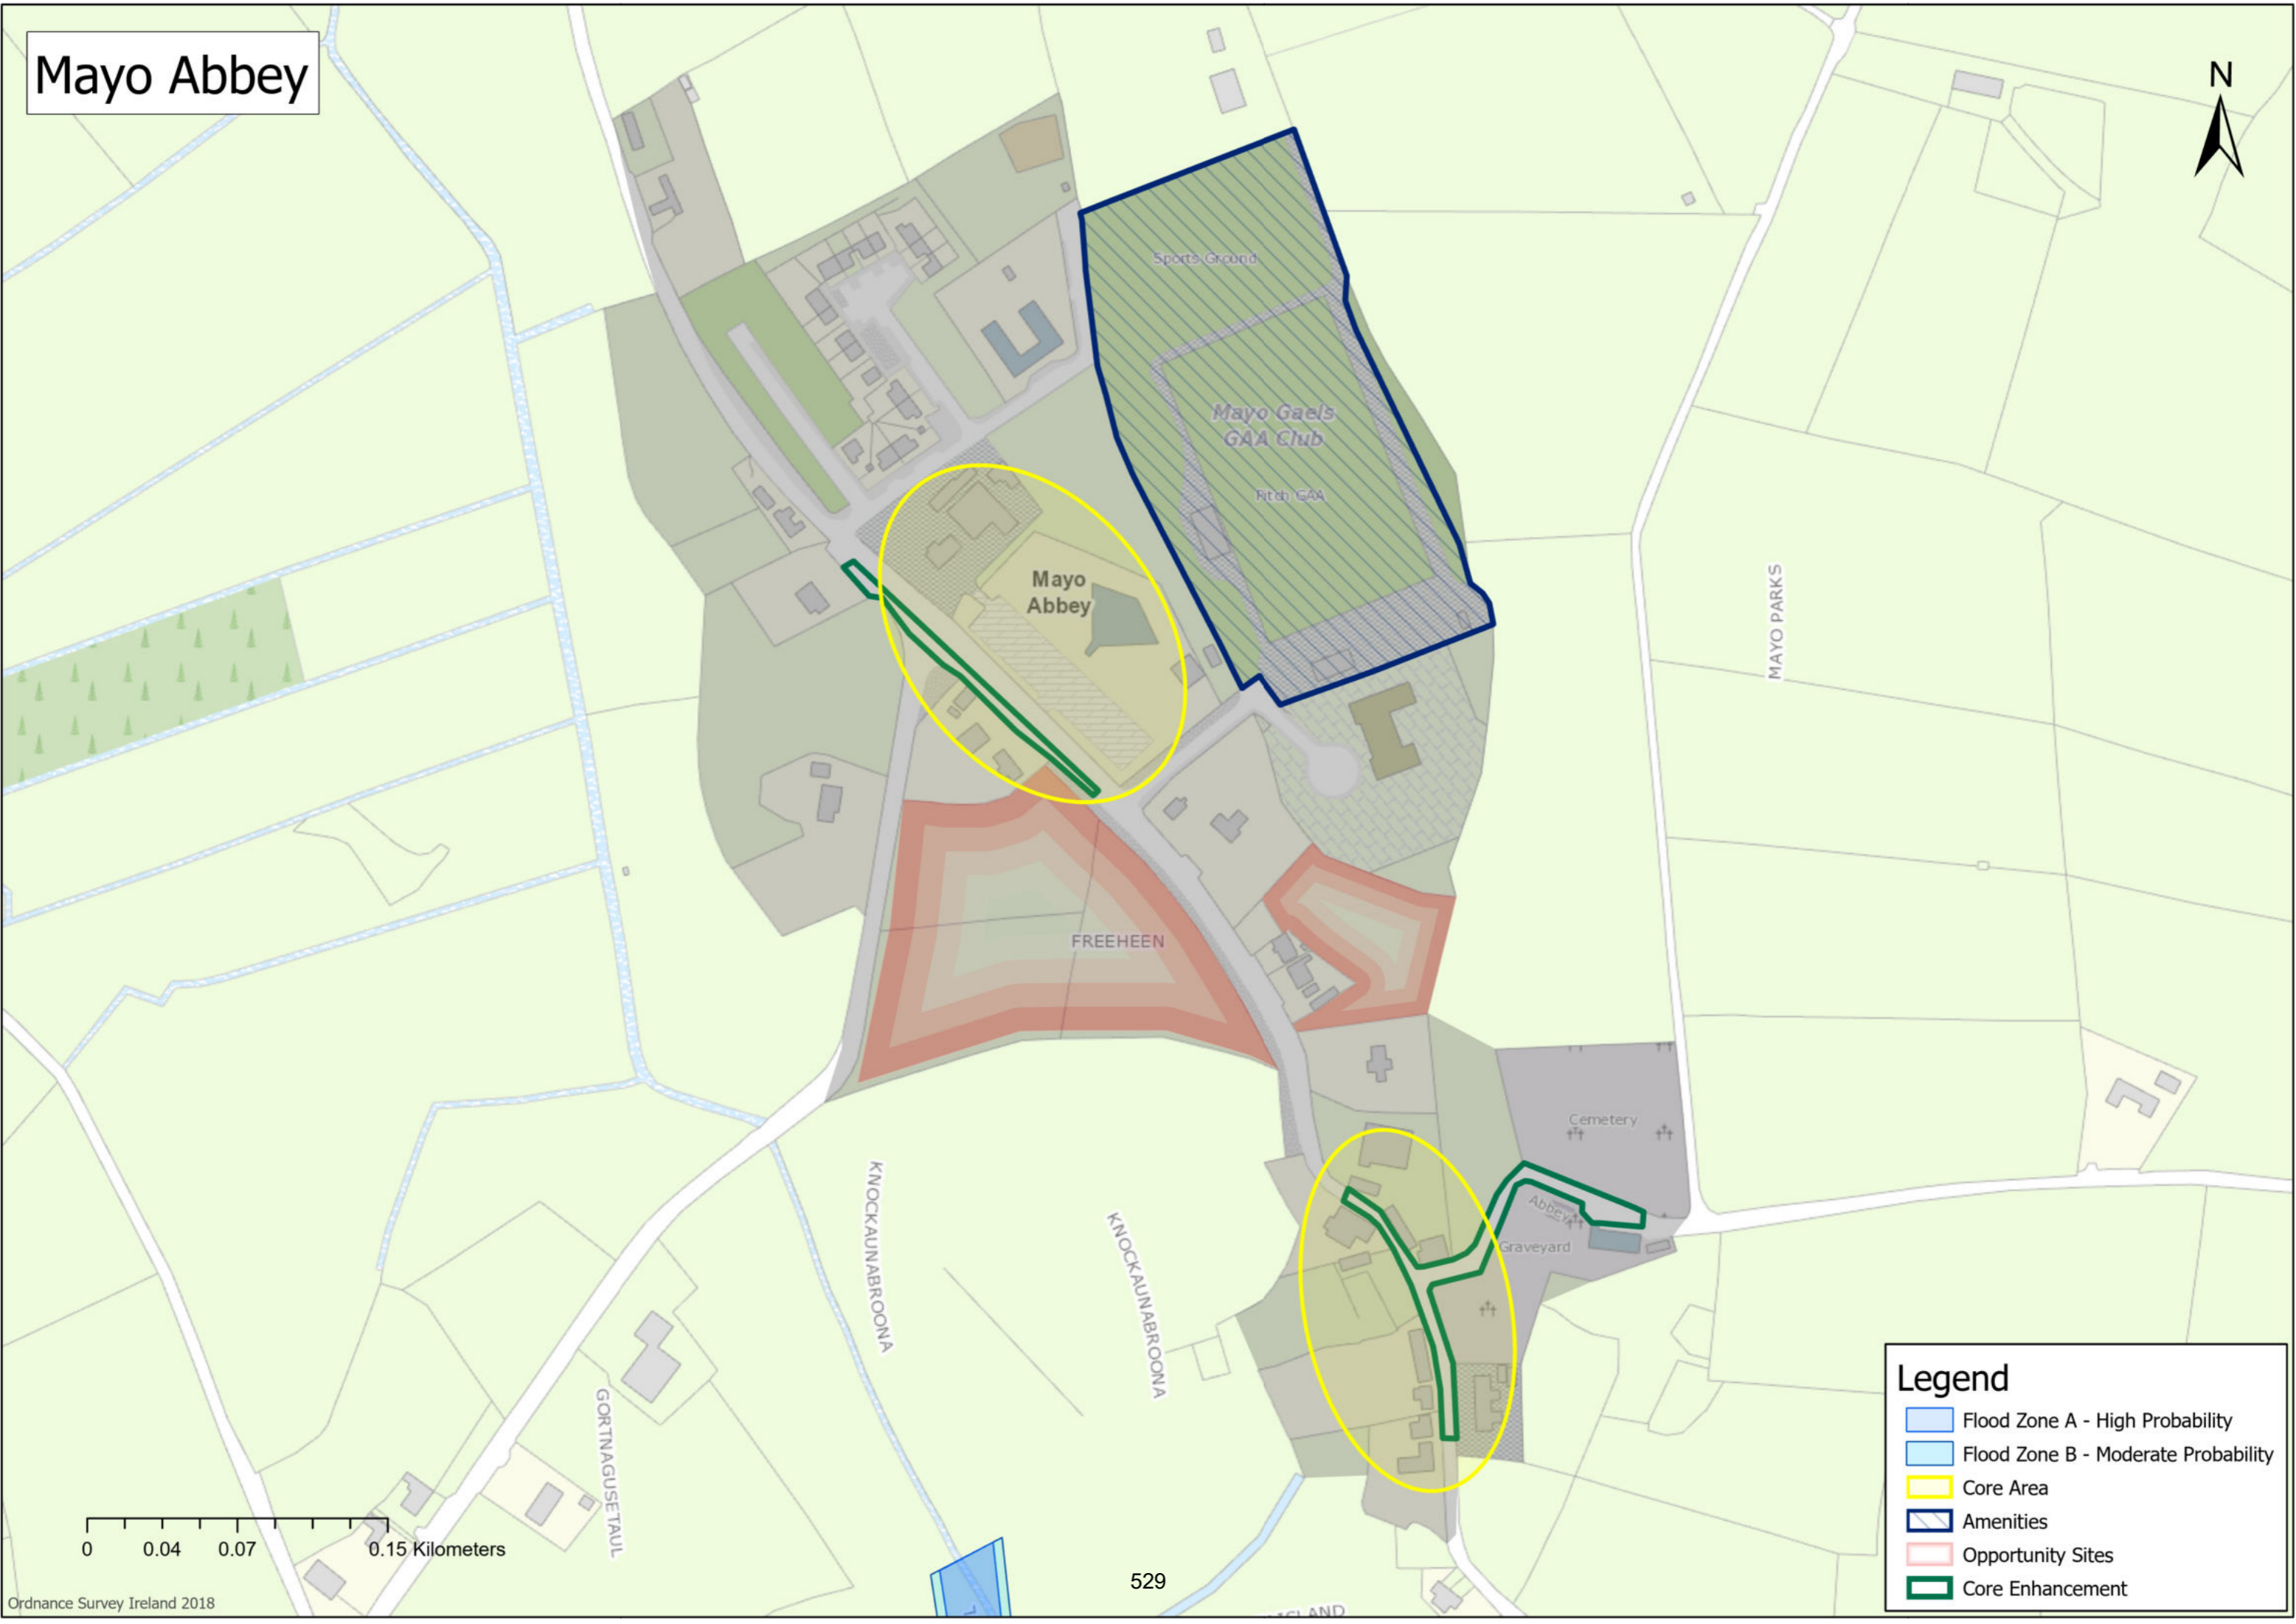 Mayo Abbey
N
Sports Ground
Mayo Gaels
GAA Club
Pitch GAA
Mayo
Abbey
MAYO PARKS
FREEHEEN
Cemetery
Abbey
Graveyard
KNOCKAUNABROONA
KNOCKAUNABROONA
GORTNAGUSETAUL
Legend
Flood Zone A - High Probability
Flood Zone B - Moderate Probability
Core Area
Amenities
Opportunity Sites
Core Enhancement
0 0.04 0.07 0.15 Kilometers
529
Ordnance Survey Ireland 2018